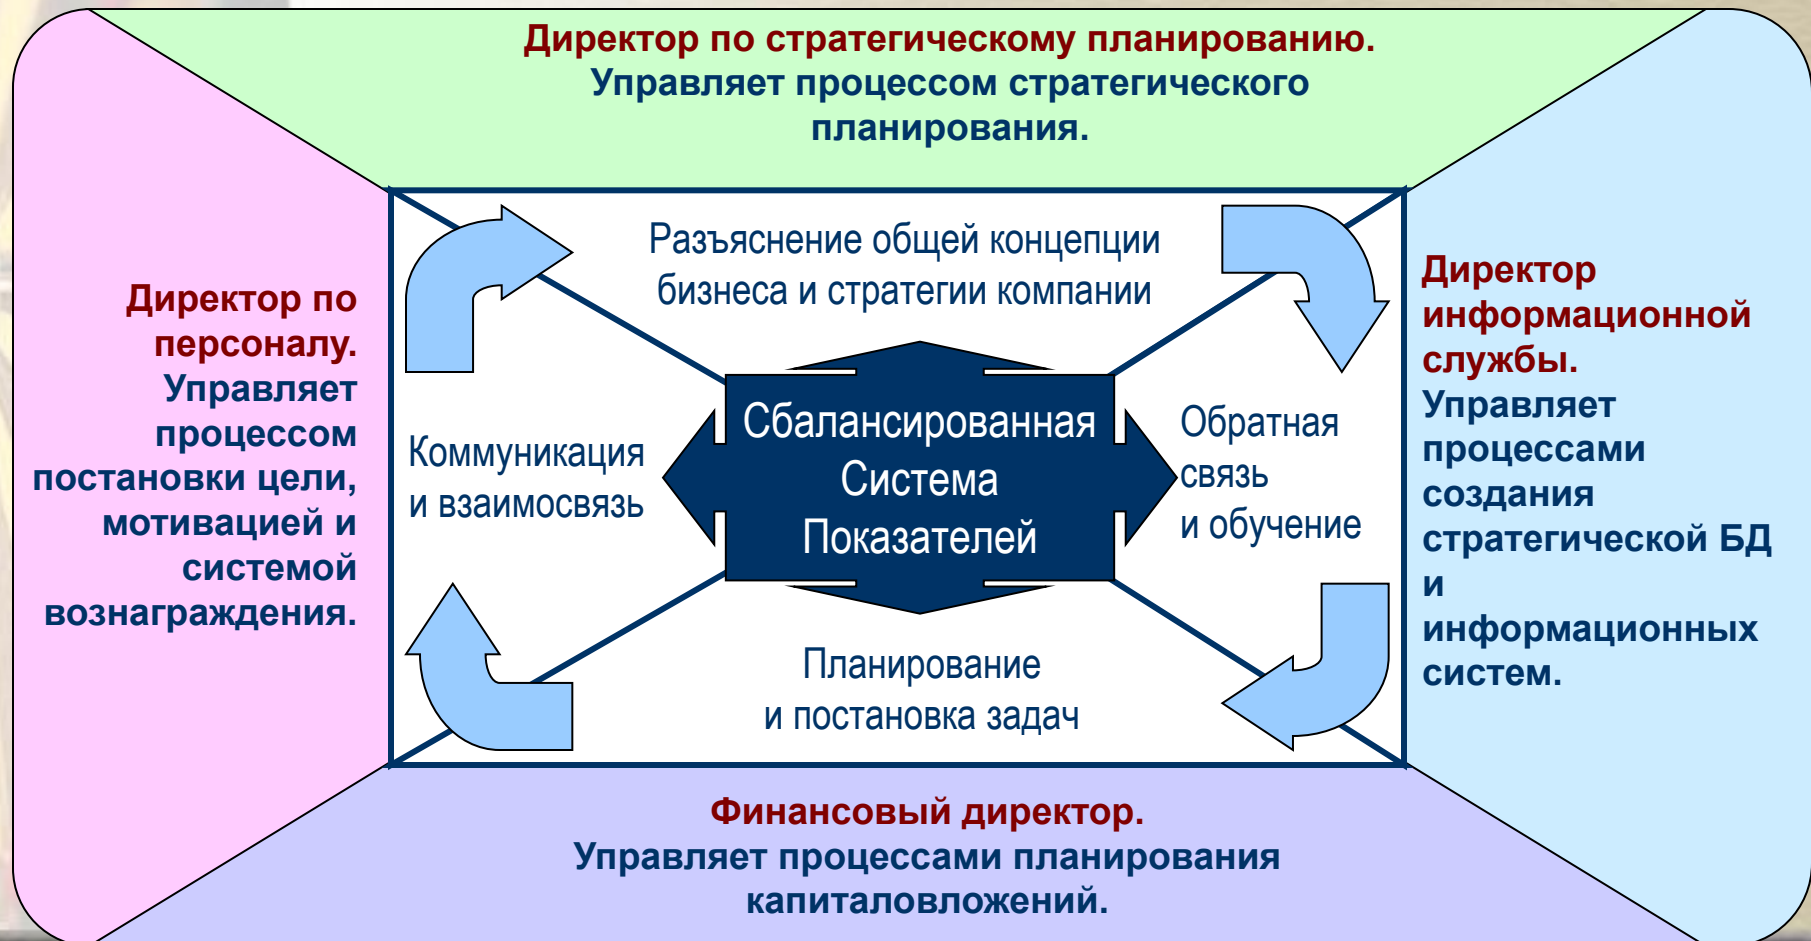 Директор по стратегическому планированию.
Управляет процессом стратегического
планирования.
Разъяснение общей концепции
бизнеса и стратегии компании
Директор по
персоналу.
Управляет
процессом
постановки цели,
мотивацией и
системой
вознаграждения.
Коммуникация
и взаимосвязь
Сбалансированная
Система
Показателей
Обратная
связь
и обучение
Директор
информационной
службы.
Управляет
процессами
создания
стратегической БД
и
информационных
систем.
Планирование
и постановка задач
Финансовый директор.
Управляет процессами планирования
капиталовложений.